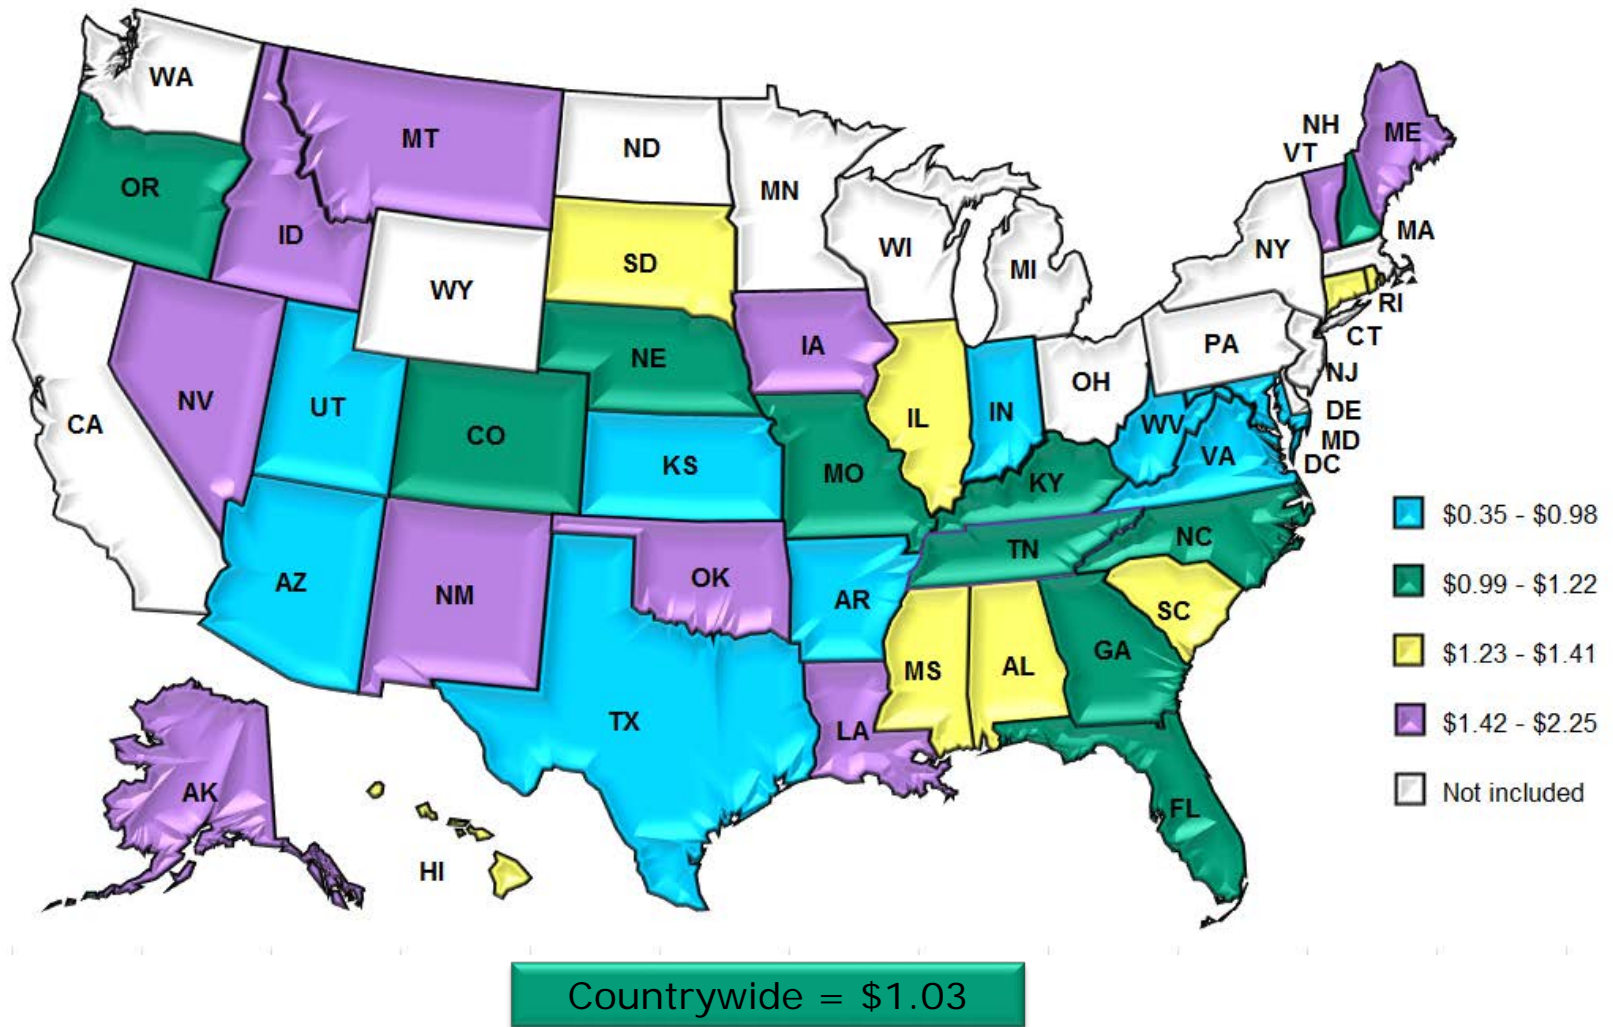 WA
MT
ND
MN
OR
ID
SD
WY
WI
MI
NH
VT
ME
NY
MA
RI
CT
PA
NJ
NE
IA
OH
DE
MD
DC
NV
UT
CO
CA
KS
MO
IL
IN
WV
VA
KY
TN
NC
AZ
NM
OK
AR
SC
MS
AL
GA
TX
LA
FL
AK
HI
$0.35 - $0.98
$0.99 - $1.22
$1.23 - $1.41
$1.42 - $2.25
Not included
Countrywide = $1.03